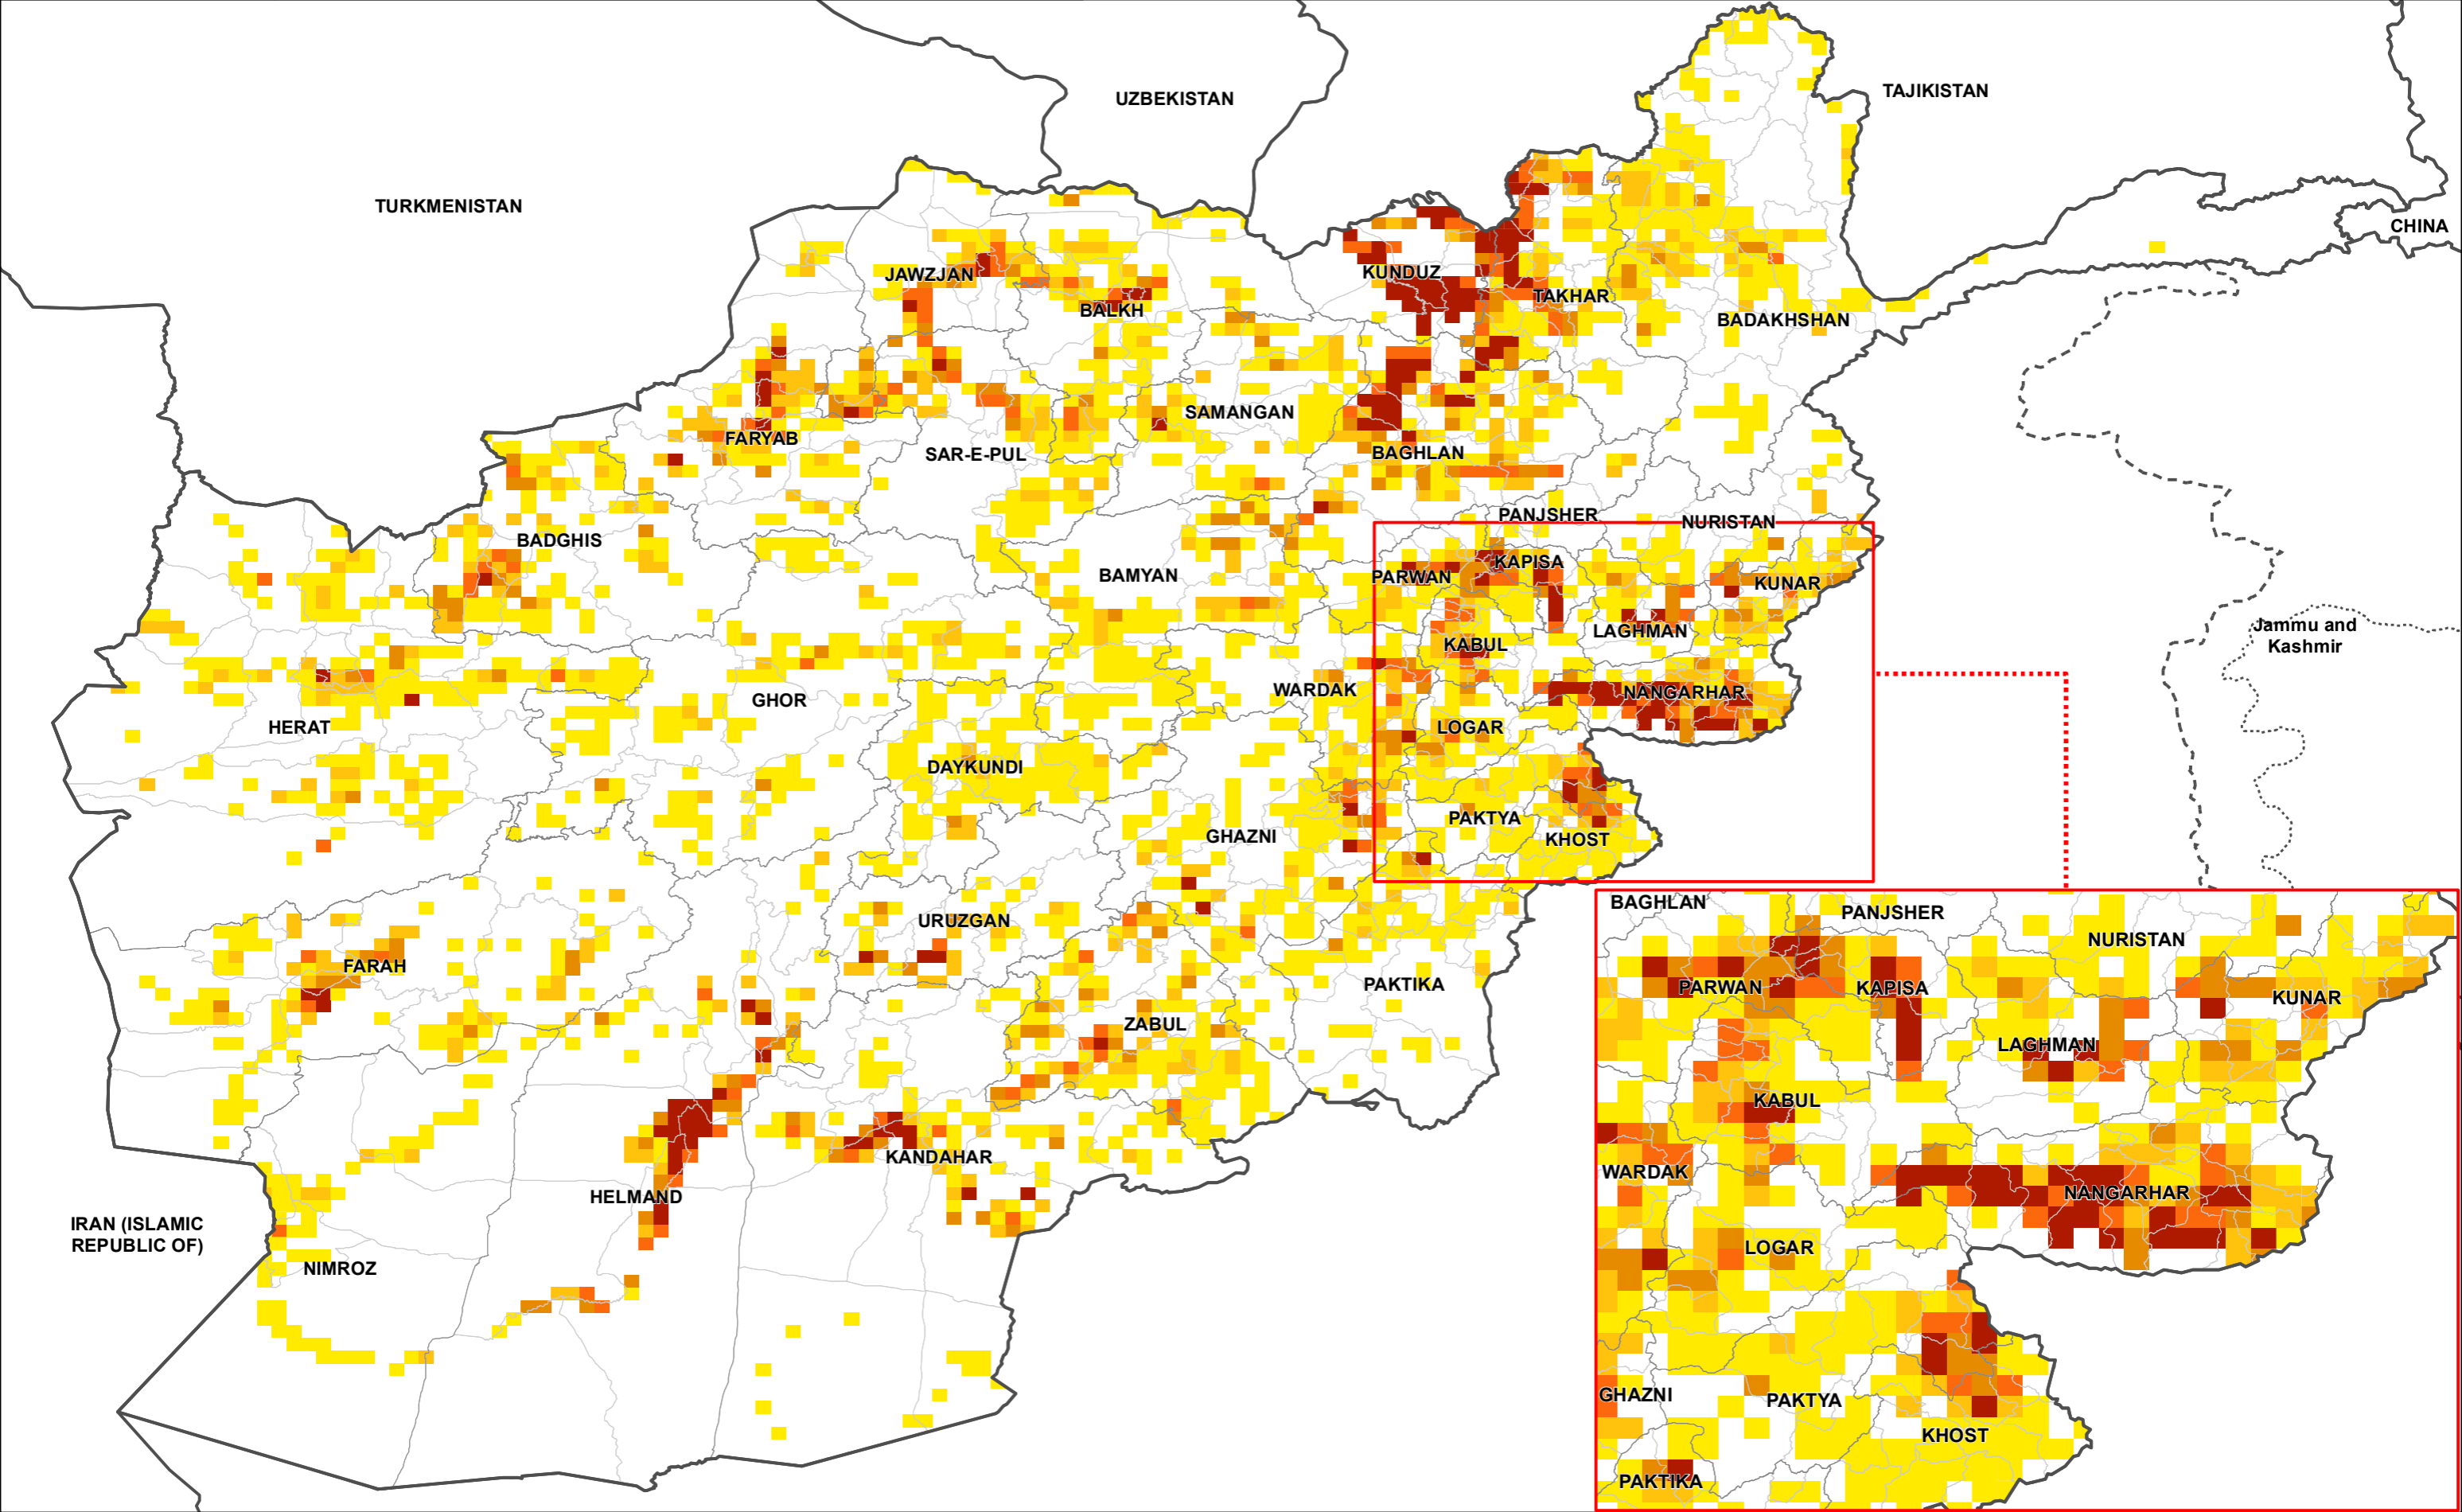 UZBEKISTAN
TAJIKISTAN
TURKMENISTAN
CHINA
JAWZJAN
KUNDUZ
BALKH
TAKHAR
BADAKHSHAN
SAMANGAN
FARYAB
SAR-E-PUL
BAGHLAN
PANJSHER
NURISTAN
BADGHIS
KAPISA
BAMYAN
PARWAN
KUNAR
LAGHMAN
Jammu and
Kashmir
KABUL
WARDAK
NANGARHAR
GHOR
HERAT
LOGAR
DAYKUNDI
PAKTYA
GHAZNI
KHOST
URUZGAN
FARAH
PAKTIKA
ZABUL
KANDAHAR
HELMAND
IRAN (ISLAMIC
REPUBLIC OF)
NIMROZ
BAGHLAN
PANJSHER
NURISTAN
PARWAN
KAPISA
KUNAR
LAGHMAN
KABUL
WARDAK
NANGARHAR
LOGAR
GHAZNI
PAKTYA
KHOST
PAKTIKA